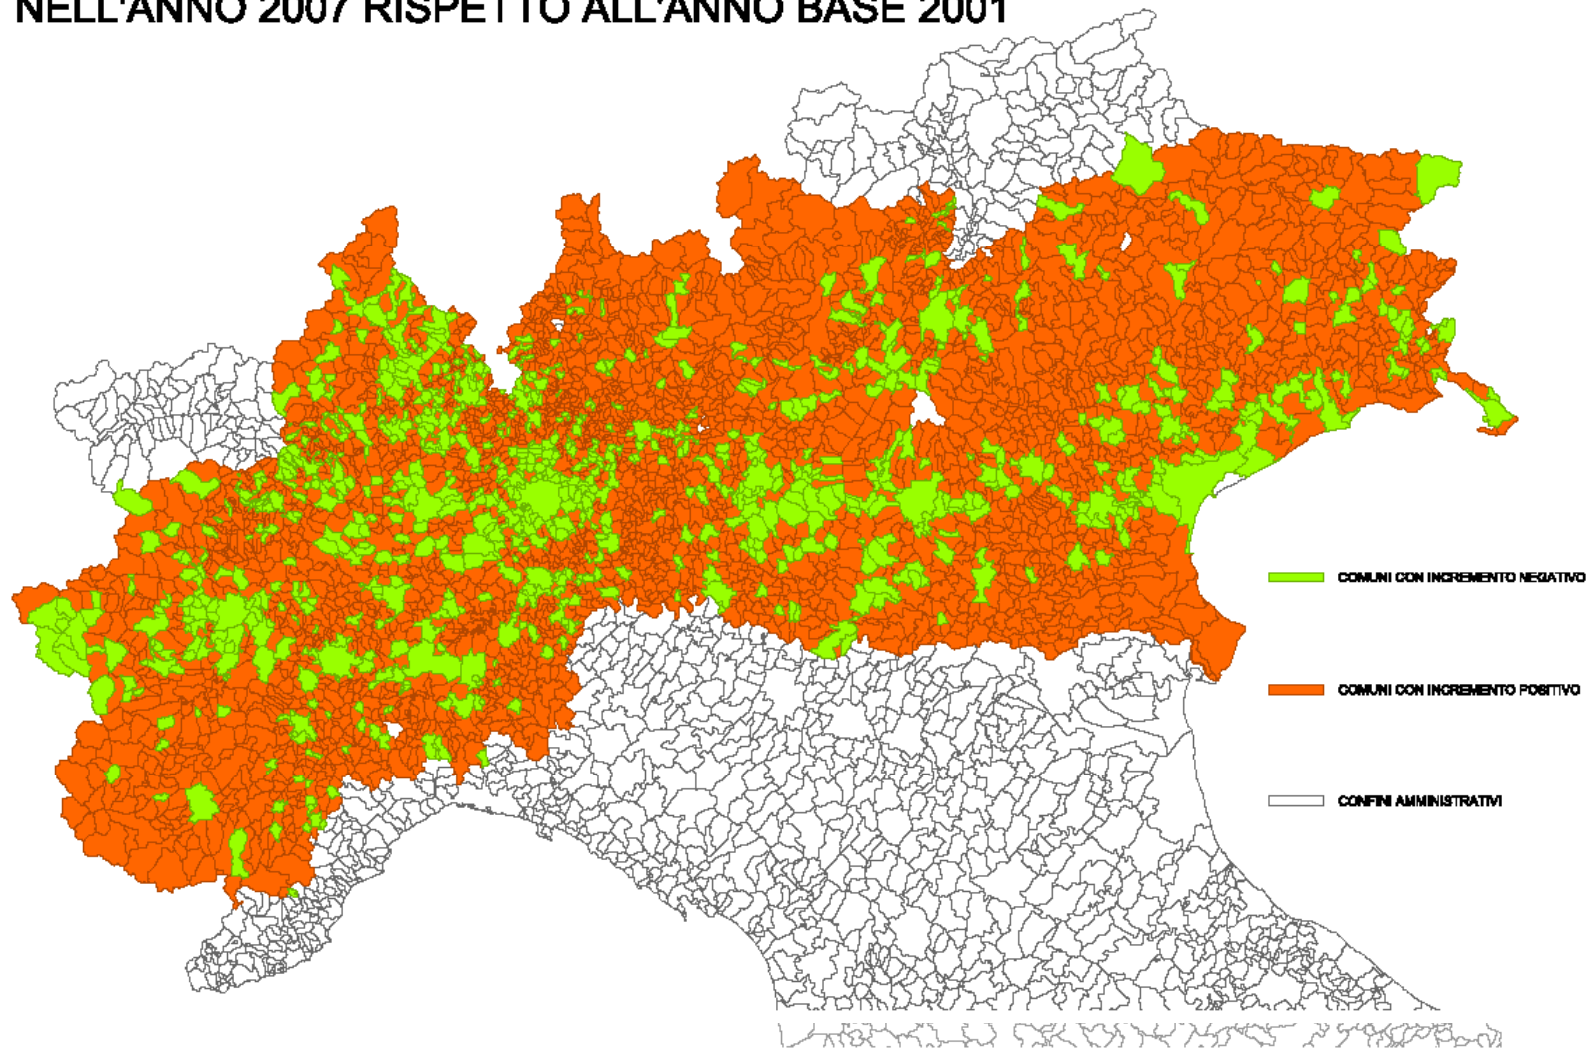 NELL'ANNO 2007 RISPETTO ALL'ANNO BASE 2001
COMUNI CON INCREMENTO NEGATIVO
COMUNI CON INCREMENTO POSITIVO
CONFINI AMMINISTRATIVI